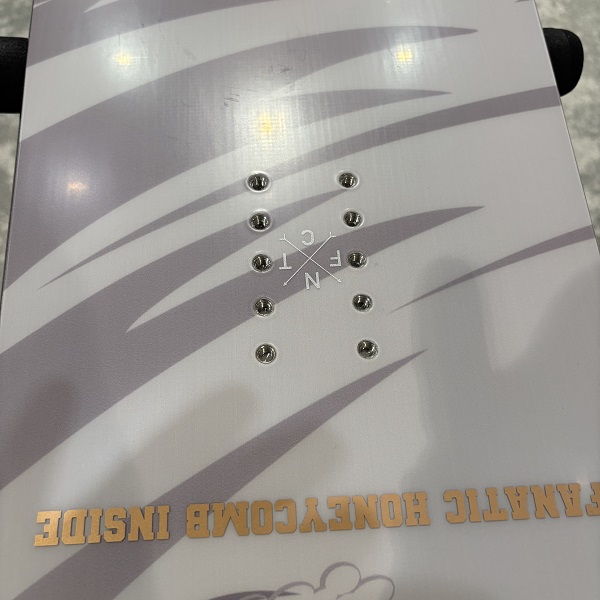 C
T F
N
FANATIC HONEYCOMB INSIDE